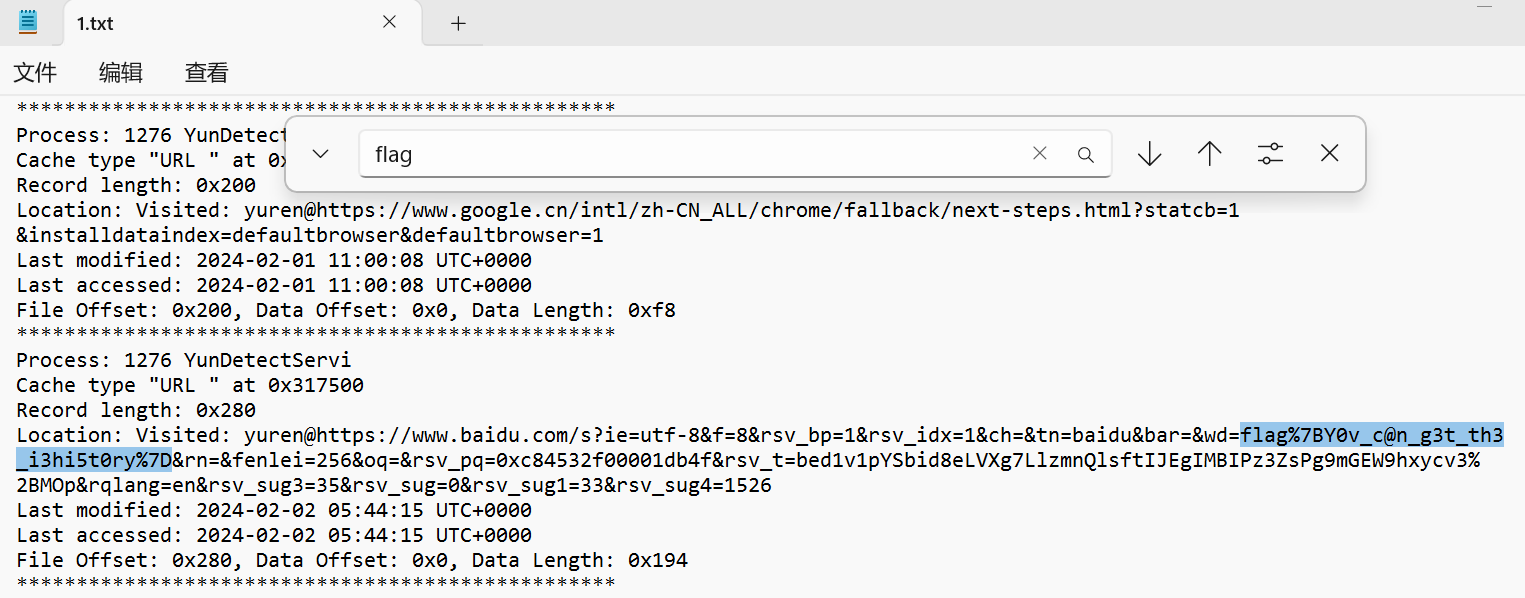 1.txt
文件 编辑 查看
**************************************************
Process: 1276 YunDetect
flag
Cache type "URL " at 0x
Record length: 0x200
Location: Visited: yuren@https://www.google.cn/intl/zh-CN_ALL/chrome/fallback/next-steps.html?statcb=1
&installdataindex=defaultbrowser&defaultbrowser=1
Last modified: 2024-02-01 11:00:08 UTC+0000
Last accessed: 2024-02-01 11:00:08 UTC+0000
File Offset: 0x200, Data Offset: 0x0, Data Length: 0xf8
**************************************************
Process: 1276 YunDetectServi
Cache type "URL " at 0x317500
Record length: 0x280
Location: Visited: yuren@https://www.baidu.com/s?ie=utf-8&f=8&rsv_bp=1&rsv_idx=1&ch=&tn=baidu&bar=&wd=flag%7BY0v_c@n_g3t_th3
_i3hi5t0ry%7D&rn=&fenlei=256&oq=&rsv_pq=0xc84532f00001db4f&rsv_t=bed1v1pYSbid8eLVXg7LlzmnQlsftIJEgIMBIPz3ZsPg9mGEW9hxycv3%
2BMOp&rqlang=en&rsv_sug3=35&rsv_sug=0&rsv_sug1=33&rsv_sug4=1526
Last modified: 2024-02-02 05:44:15 UTC+0000
Last accessed: 2024-02-02 05:44:15 UTC+0000
File Offset: 0x280, Data Offset: 0x0, Data Length: 0x194
**************************************************